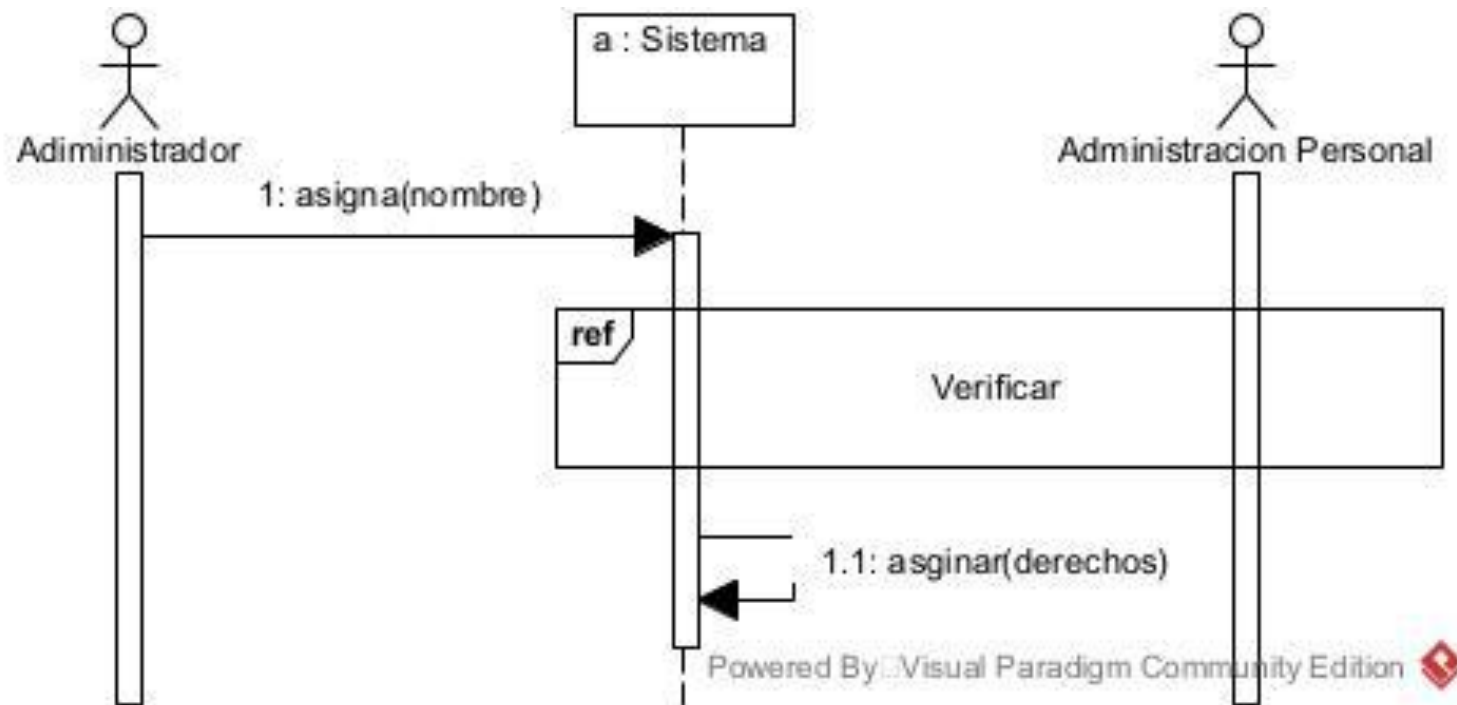 a : Sistema
Adiministrador
Administracion Personal
1: asigna(nombre)
ref
Verificar
1.1: asginar(derechos)
Powered By Visual Paradigm Community Edition